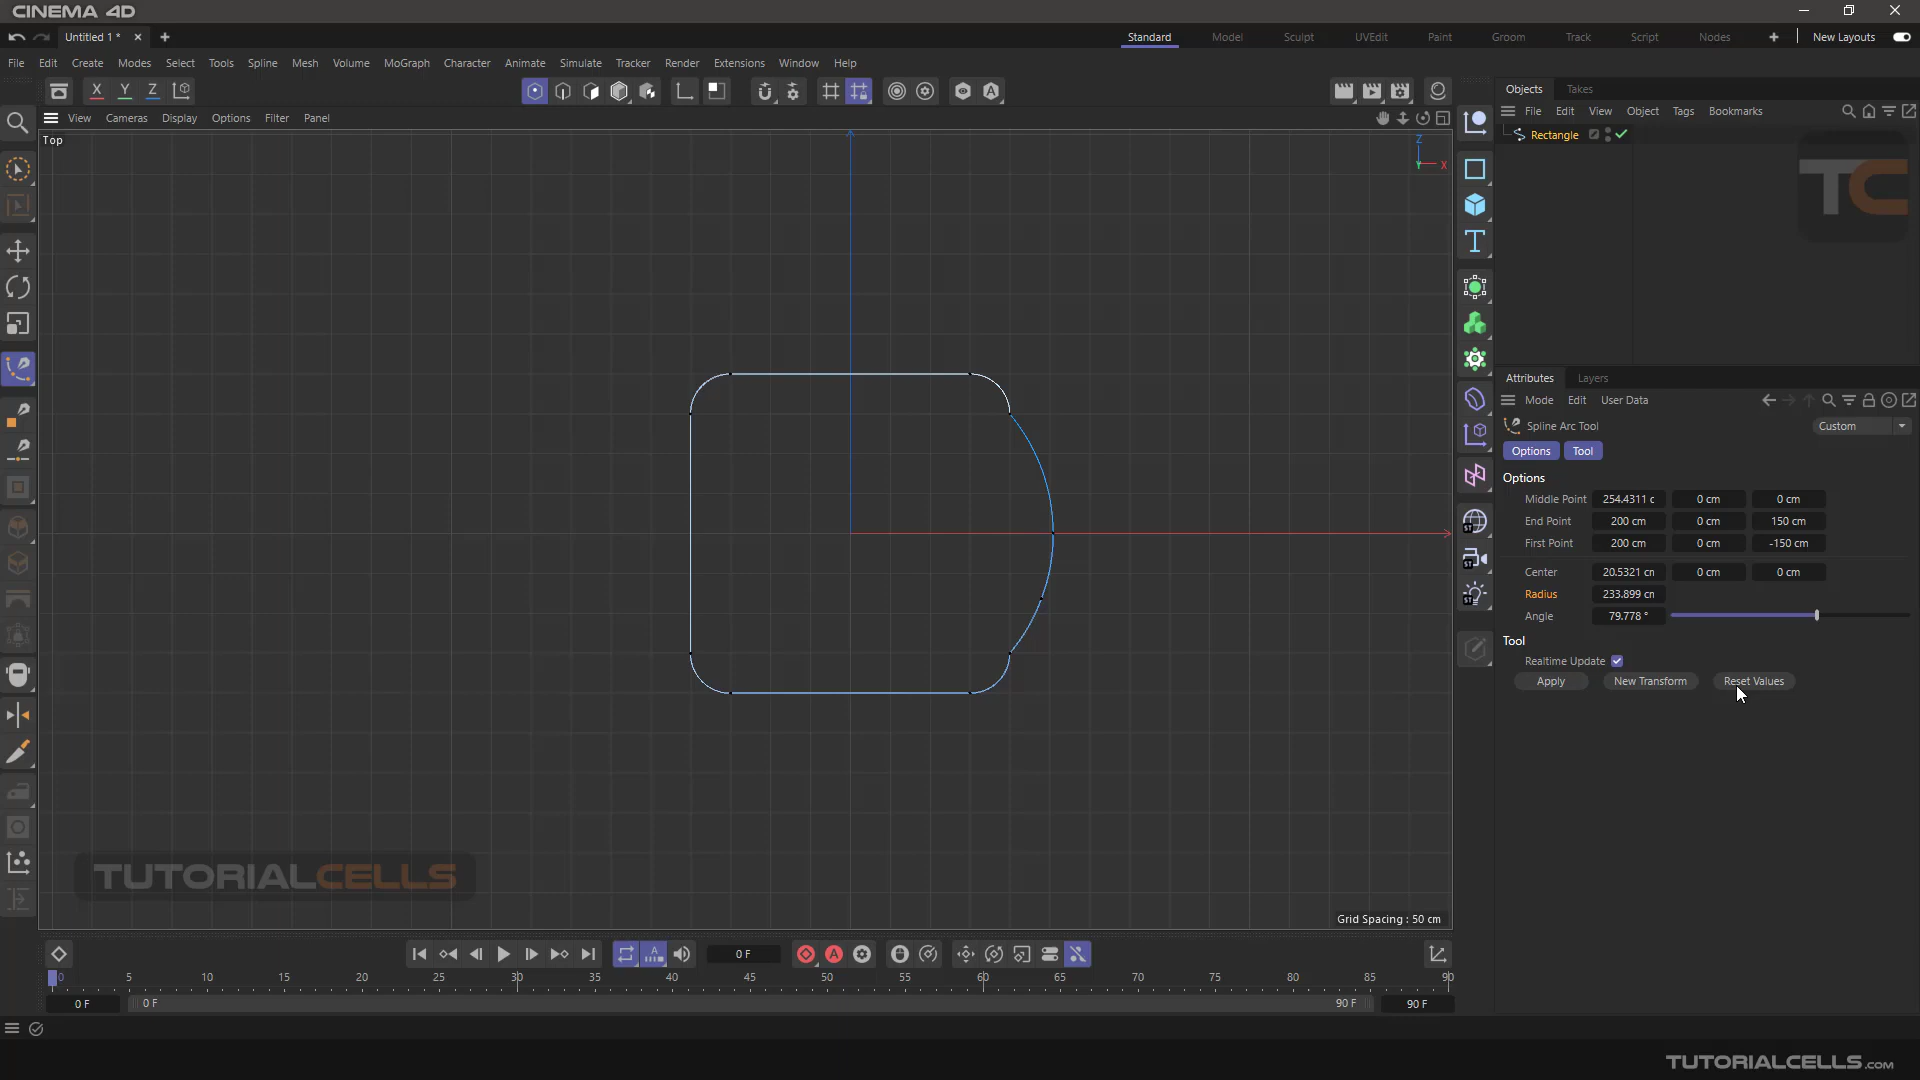 CINEMA 4D
Untitled 1 *
Standard Model Sculpt UVEdit Paint Groom Track Script Nodes New Layouts
File Edit Create Modes Select Tools Spline Mesh Volume MoGraph Character Animate Simulate Tracker Render Extensions Window Help
X Y Z
Objects Takes
File Edit View Object Tags Bookmarks
View Cameras Display Options Filter Panel
Top
Z
Y X
Rectangle
TC
Attributes Layers
Mode Edit User Data
Spline Arc Tool Custom
Options Tool
Options
Middle Point 254.4311 c 0 cm 0 cm
End Point 200 cm 0 cm 150 cm
First Point 200 cm 0 cm -150 cm
Center 20.5321 cn 0 cm 0 cm
Radius 233.899 cn
Angle 79.778 °
Tool
Realtime Update
Apply New Transform Reset Values
ST
ST
ST
TUTORIALCELLS
Grid Spacing : 50 cm
0 F
0 5 10 15 20 25 30 35 40 45 50 55 60 65 70 75 80 85 90
0 F 0 F 90 F 90 F
TUTORIALCELLS.COM